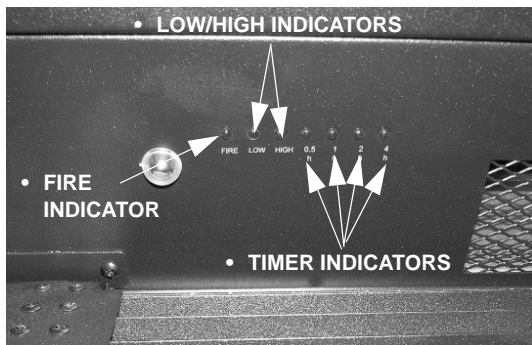 • LOW/HIGH INDICATORS
FIRE LOW HIGH 0.5 1 2 4
h h
• FIRE
INDICATOR
• TIMER INDICATORS